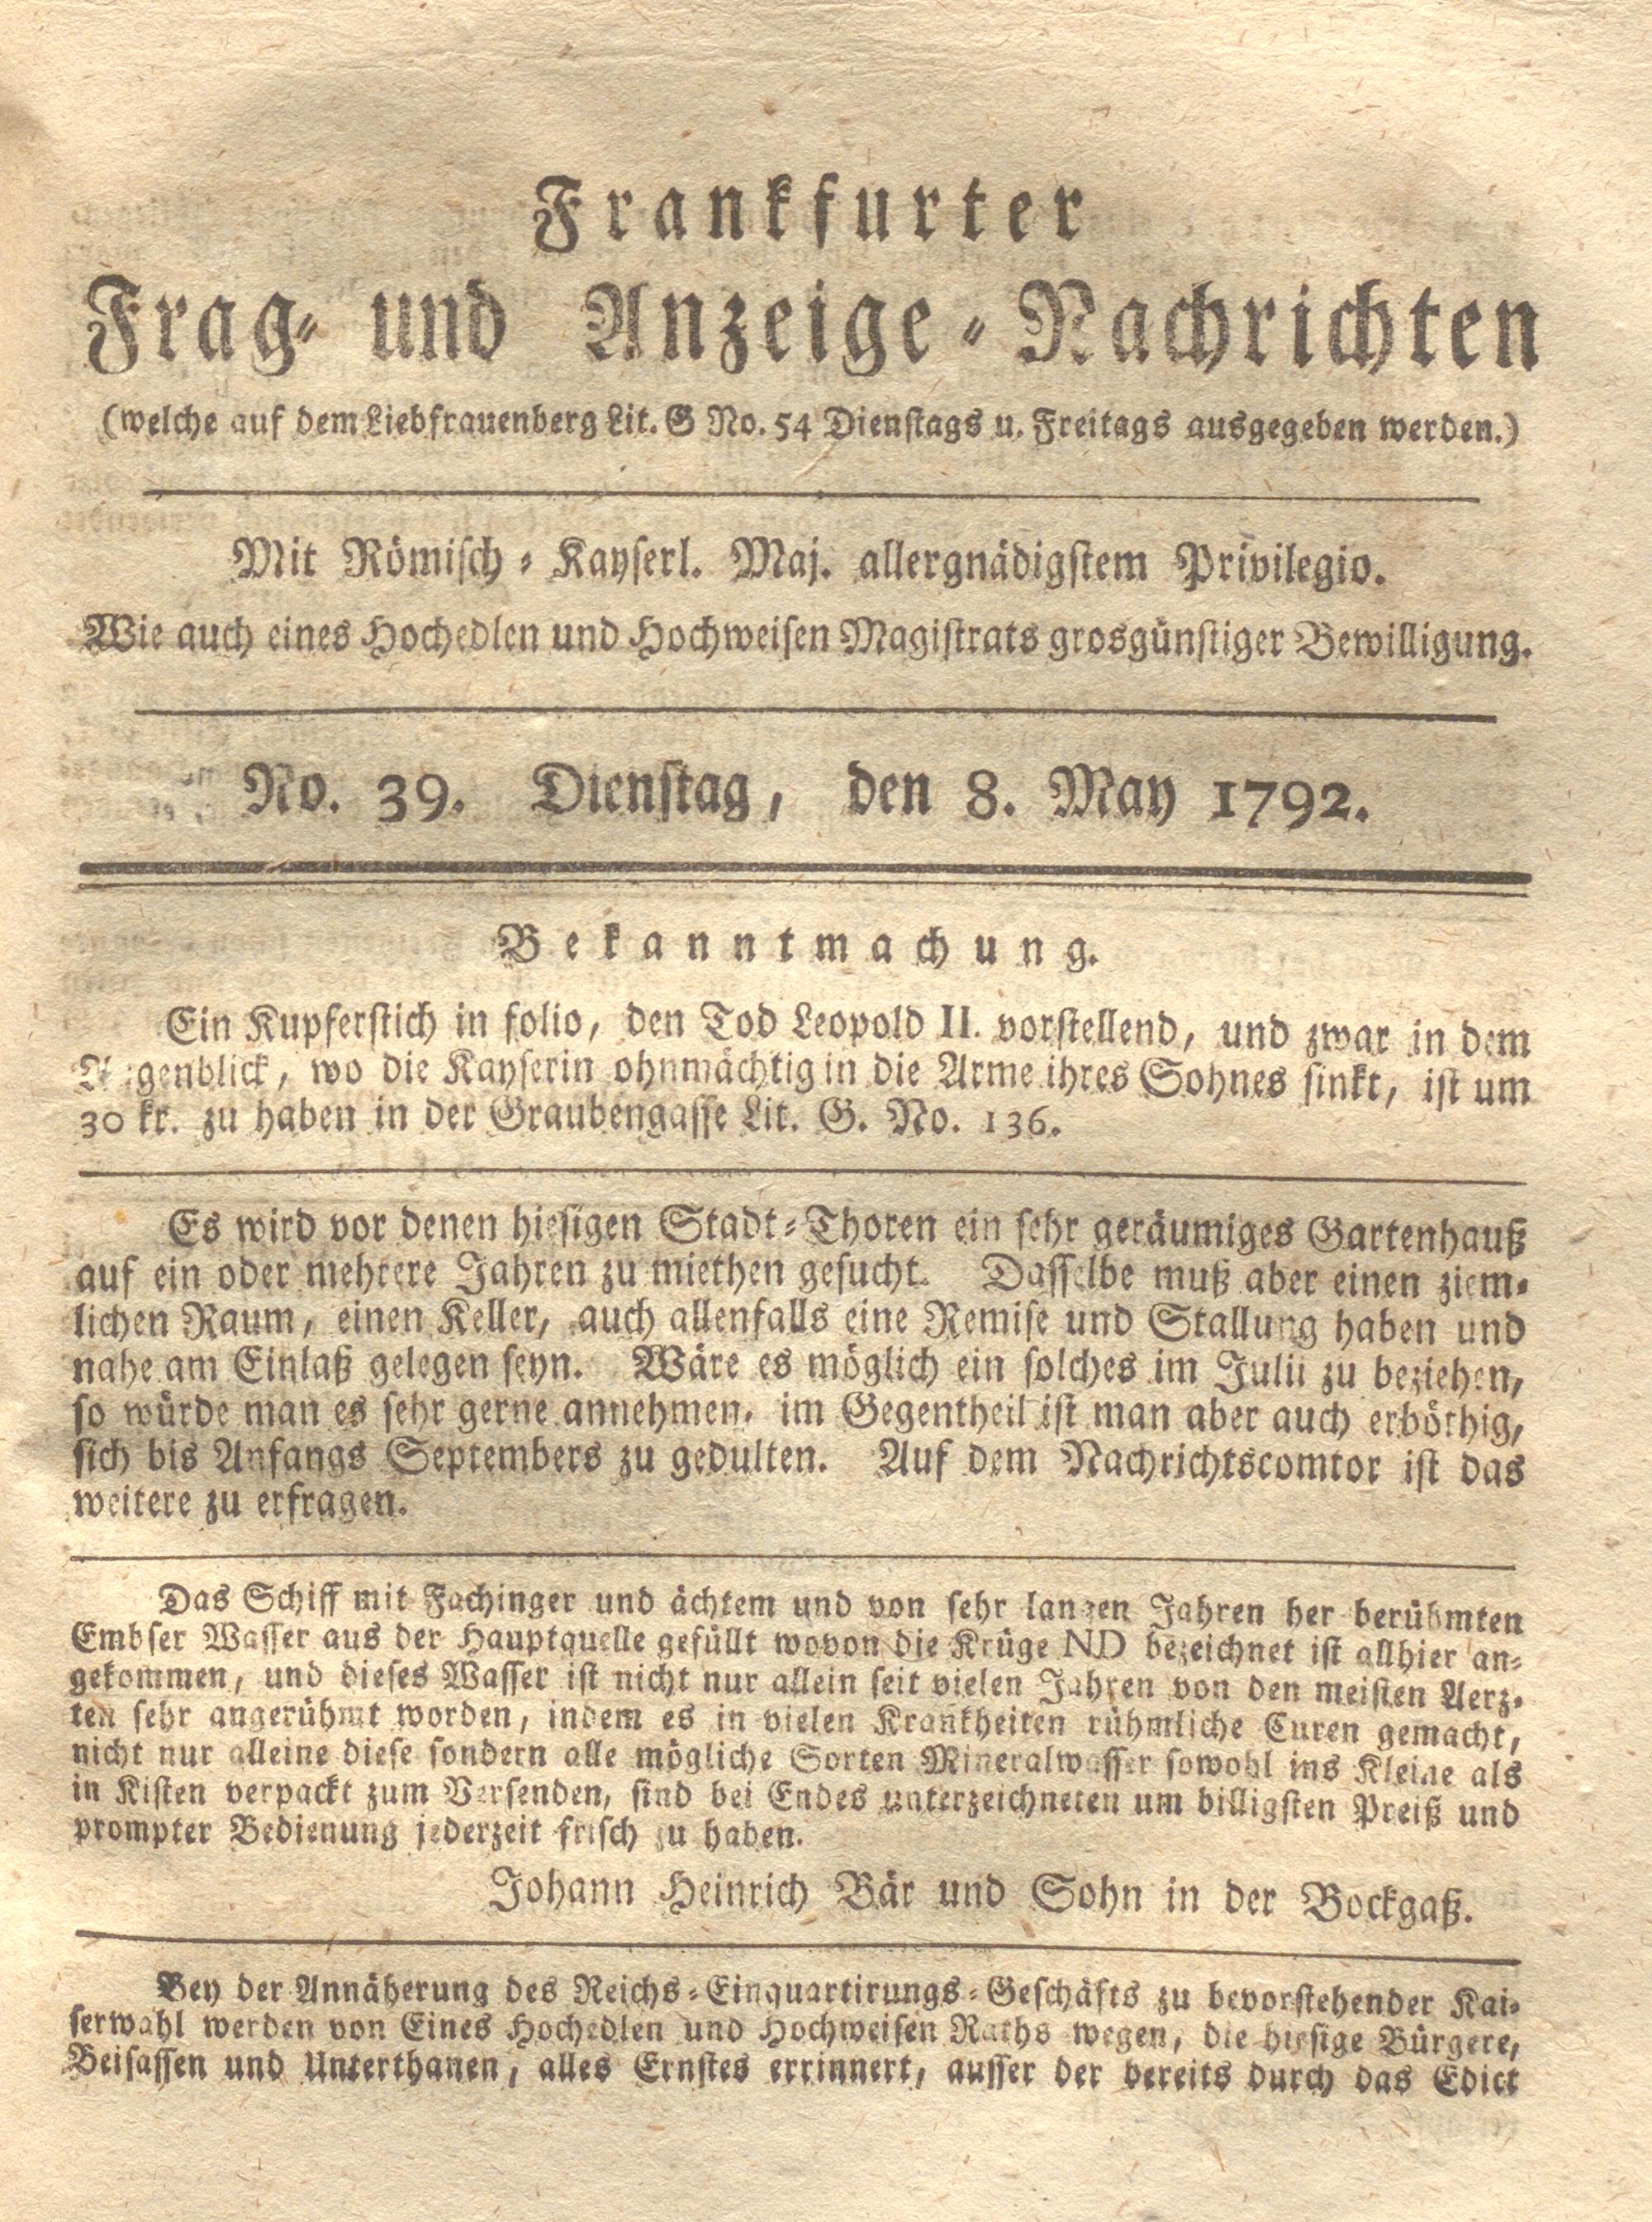 Frankfurter
Frag- und Anzeige-Nachrichten
(welche auf dem Liebfrauenberg Lit. G No. 54 Dienstags u. Freitags ausgegeben werden.)
Mit Römisch-Kayserl. Maj. allergnädigstem Privilegio.
Wie auch eines Hochedlen und Hochweisen Magistrats grosgünstiger Bewilligung.
No. 39. Dienstag, den 8. May 1792.
Bekanntmachung.
Ein Kupferstich in folio, den Tod Leopold II. vorstellend, und zwar in dem
Augenblick, wo die Kayserin ohnmächtig in die Arme ihres Sohnes sinkt, ist um
30 kr. zu haben in der Graubengasse Lit. G. No. 136.
Es wird vor denen hiesigen Stadt-Thoren ein sehr geräumiges Gartenhauß
auf ein oder mehrere Jahren zu miethen gesucht. Dasselbe muß aber einen ziem-
lichen Raum, einen Keller, auch allenfalls eine Remise und Stallung haben und
nahe am Einlaß gelegen seyn. Wäre es möglich ein solches im Julii zu beziehen,
so würde man es sehr gerne annehmen, im Gegentheil ist man aber auch erböthig,
sich bis Anfangs Septembers zu gedulten. Auf dem Nachrichtscomtor ist das
weitere zu erfragen.
Das Schiff mit Fachinger und ächtem und von sehr langen Jahren her berühmten
Embser Wasser aus der Hauptquelle gefüllt wovon die Krüge ND bezeichnet ist allhier an-
gekommen, und dieses Wasser ist nicht nur allein seit vielen Jahren von den meisten Aerz-
ten sehr angerühmt worden, indem es in vielen Krankheiten rühmliche Curen gemacht,
nicht nur alleine diese sondern alle mögliche Sorten Mineralwasser sowohl ins Kleine als
in Kisten verpackt zum Versenden, sind bei Endes unterzeichneten um billigsten Preiß und
prompter Bedienung jederzeit frisch zu haben.
Johann Heinrich Bär und Sohn in der Bockgaß.
Bey der Annäherung des Reichs-Einquartirungs-Geschäfts zu bevorstehender Kai-
serwahl werden von Eines Hochedlen und Hochweisen Raths wegen, die hiesige Bürgere,
Beisassen und Unterthanen, alles Ernstes errinnert, ausser der bereits durch das Edict